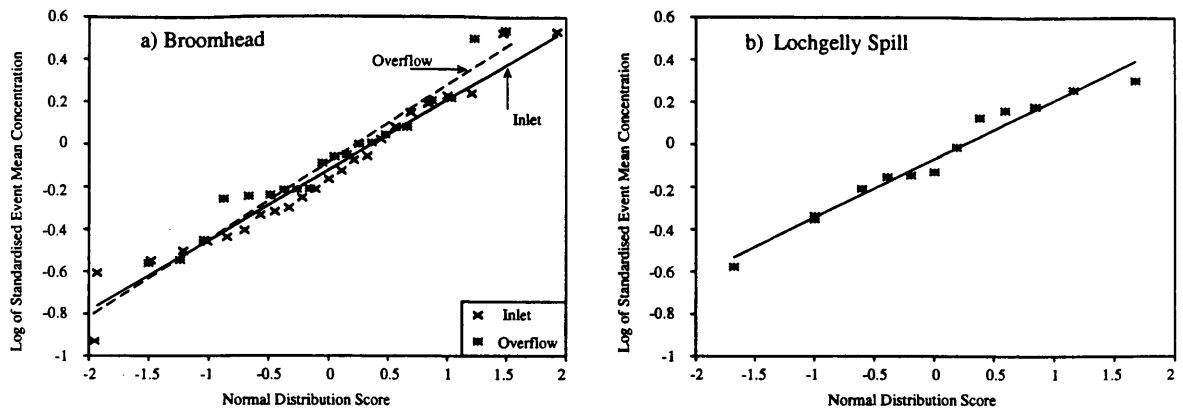 a) Broomhead
Log of Standardised Event Mean Concentration
0.6
0.4
0.2
0
-0.2
-0.4
-0.6
-0.8
-1
Overflow
Inlet
Inlet
Overflow
-2 -1.5 -1 -0.5 0 0.5 1 1.5 2
Normal Distribution Score
b) Lochgelly Spill
Log of Standardised Event Mean Concentration
0.6
0.4
0.2
0
-0.2
-0.4
-0.6
-0.8
-1
-2 -1.5 -1 -0.5 0 0.5 1 1.5 2
Normal Distribution Score